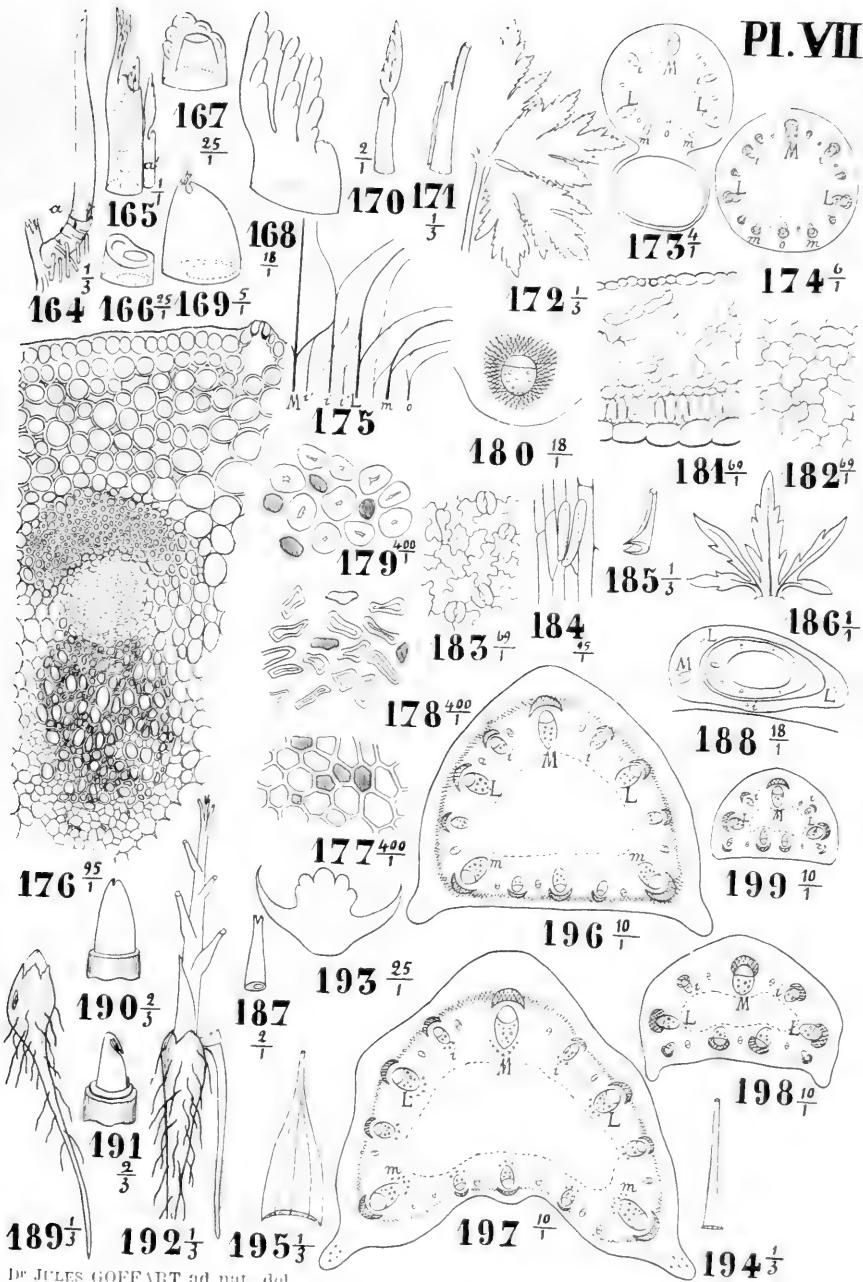 Pl. VII
167 25/1
165 1/1
a
a'
168 18/1
170 2/1
171 1/3
172 1/3
M
L L
m o m
173 4/1
M
i i
L L
m o m
174 6/1
a
164 1/3
166 25/1
169 5/1
M i i i L m o
175
180 18/1
181 69/1
182 69/1
179 400/1
183 69/1
184 95/1
185 1/3
186 1/1
178 400/1
M L L i
188 18/1
177 400/1
176 95/1
M
i i
L L
m m
196 10/1
M
i
199 10/1
190 2/3
187 2/1
193 25/1
M
i i
L L
198 10/1
191 2/3
M
i
L L
m m
197 10/1
189 1/3
192 1/3
195 1/3
194 1/3
Dr JULES GOFFART ad nat. del.